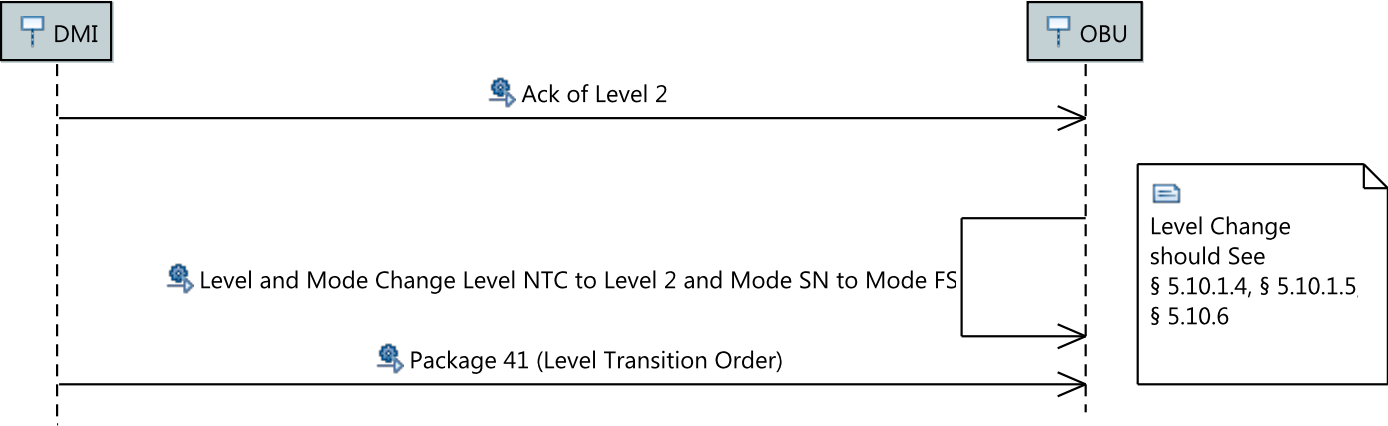 DMI
OBU
Ack of Level 2
Level Change
should See
§ 5.10.1.4, § 5.10.1.5,
§ 5.10.6
Level and Mode Change Level NTC to Level 2 and Mode SN to Mode FS
Package 41 (Level Transition Order)